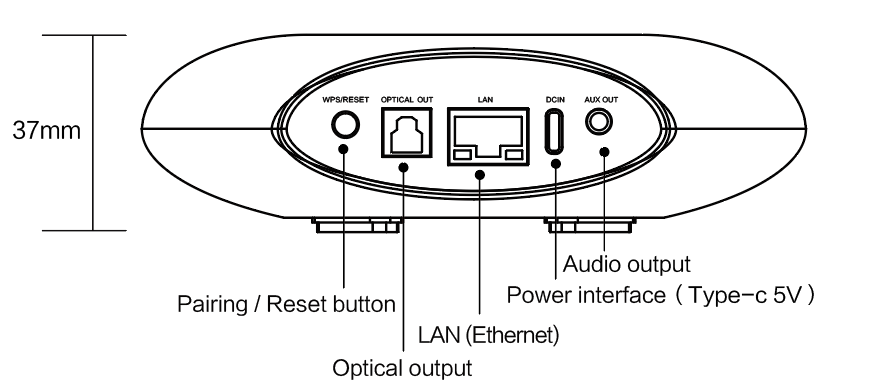 WPS/RESET OPTICAL OUT LAN DCIN AUX OUT
37mm
Audio output
Power interface ( Type-c 5V )
Pairing / Reset button
LAN (Ethernet)
Optical output